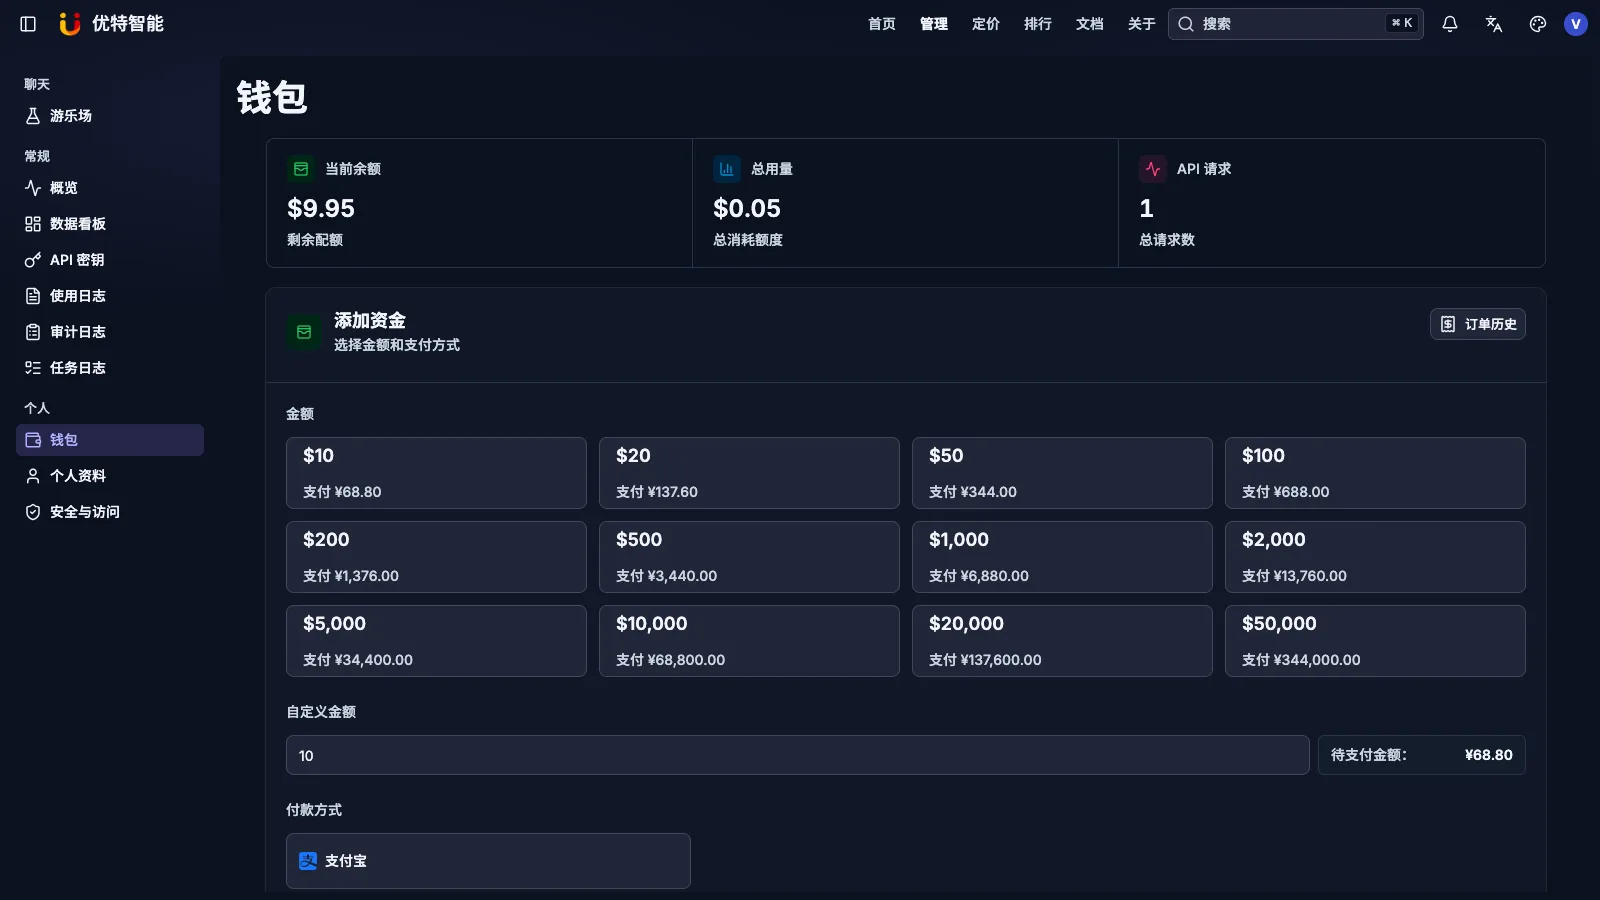 优特智能
首页 管理 定价 排行 文档 关于 搜索 ⌘ K V
聊天
游乐场
常规
概览
数据看板
API 密钥
使用日志
审计日志
任务日志
个人
钱包
个人资料
安全与访问
钱包
当前余额
$9.95
剩余配额
总用量
$0.05
总消耗额度
API 请求
1
总请求数
添加资金
选择金额和支付方式
订单历史
金额
$10
支付 ¥68.80
$20
支付 ¥137.60
$50
支付 ¥344.00
$100
支付 ¥688.00
$200
支付 ¥1,376.00
$500
支付 ¥3,440.00
$1,000
支付 ¥6,880.00
$2,000
支付 ¥13,760.00
$5,000
支付 ¥34,400.00
$10,000
支付 ¥68,800.00
$20,000
支付 ¥137,600.00
$50,000
支付 ¥344,000.00
自定义金额
10
待支付金额： ¥68.80
付款方式
支付宝